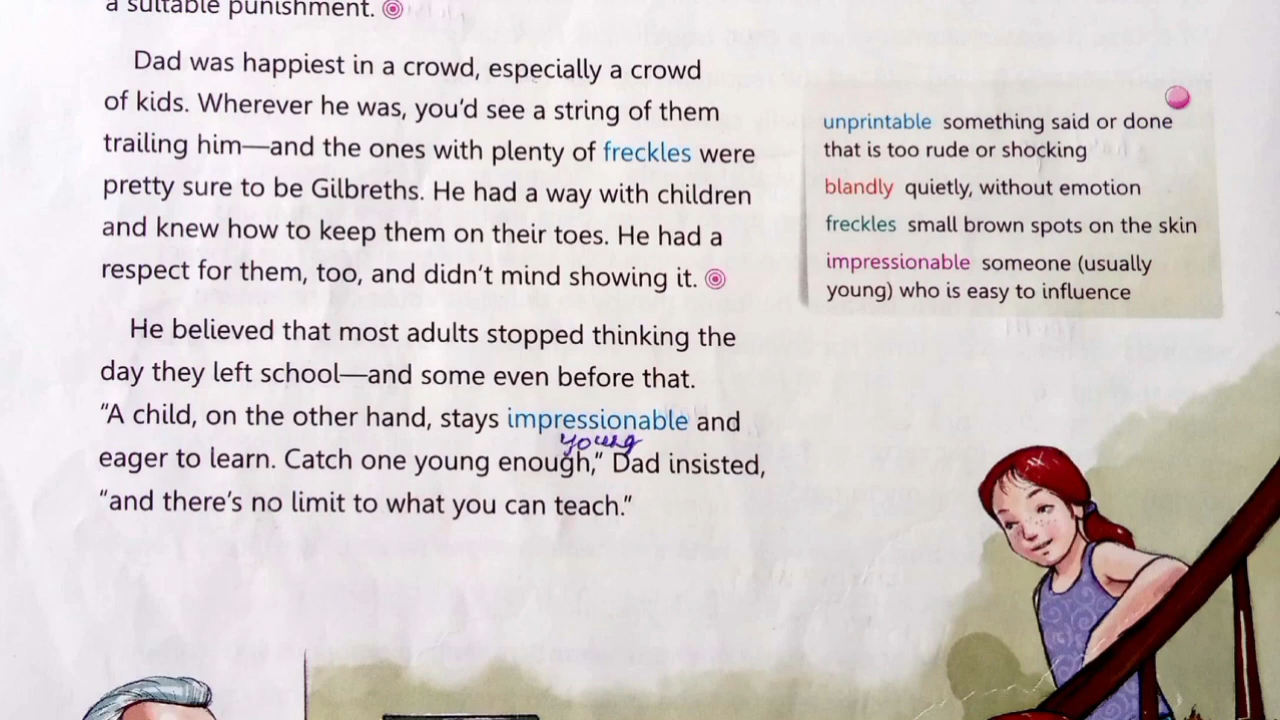 a suitable punishment.
Dad was happiest in a crowd, especially a crowd
of kids. Wherever he was, you'd see a string of them
trailing him—and the ones with plenty of freckles were
pretty sure to be Gilbreths. He had a way with children
and knew how to keep them on their toes. He had a
respect for them, too, and didn't mind showing it.
He believed that most adults stopped thinking the
day they left school—and some even before that.
"A child, on the other hand, stays impressionable and
young
eager to learn. Catch one young enough," Dad insisted,
"and there's no limit to what you can teach."
unprintable something said or done
that is too rude or shocking
blandly quietly, without emotion
freckles small brown spots on the skin
impressionable someone (usually
young) who is easy to influence